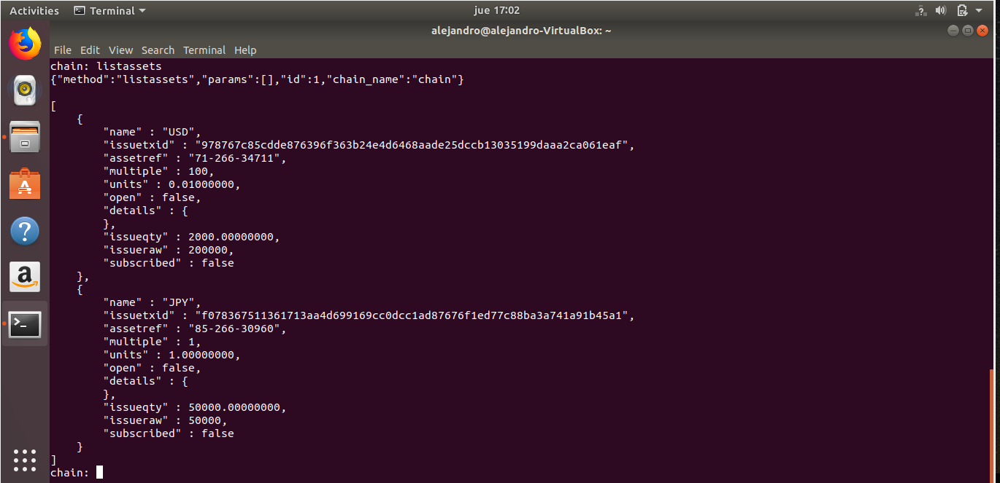 Activities Terminal jue 17:02
alejandro@alejandro-VirtualBox: ~
File Edit View Search Terminal Help
chain: listassets
{"method":"listassets","params":[],"id":1,"chain_name":"chain"}
[
    {
        "name" : "USD",
        "issuetxid" : "978767c85cdde876396f363b24e4d6468aade25dccb13035199daaa2ca061eaf",
        "assetref" : "71-266-34711",
        "multiple" : 100,
        "units" : 0.01000000,
        "open" : false,
        "details" : {
        },
        "issueqty" : 2000.00000000,
        "issueraw" : 200000,
        "subscribed" : false
    },
    {
        "name" : "JPY",
        "issuetxid" : "f078367511361713aa4d699169cc0dcc1ad87676f1ed77c88ba3a741a91b45a1",
        "assetref" : "85-266-30960",
        "multiple" : 1,
        "units" : 1.00000000,
        "open" : false,
        "details" : {
        },
        "issueqty" : 50000.00000000,
        "issueraw" : 50000,
        "subscribed" : false
    }
]
chain: